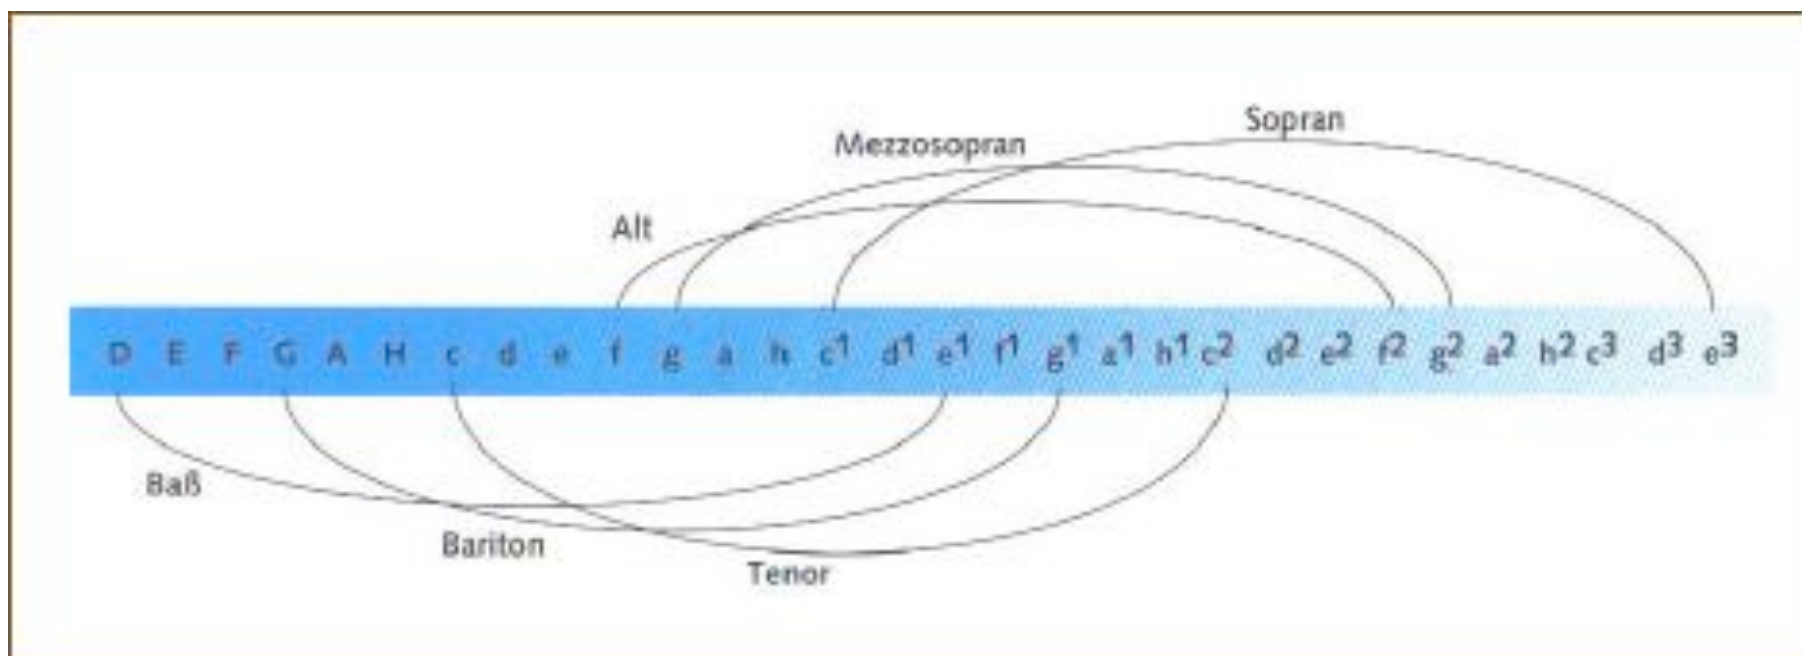 Sopran
Mezzosopran
Alt
D E F G A H c d e f g a h c¹ d¹ e¹ f¹ g¹ a¹ h¹ c² d² e² f² g² a² h² c³ d³ e³
Baß
Bariton
Tenor